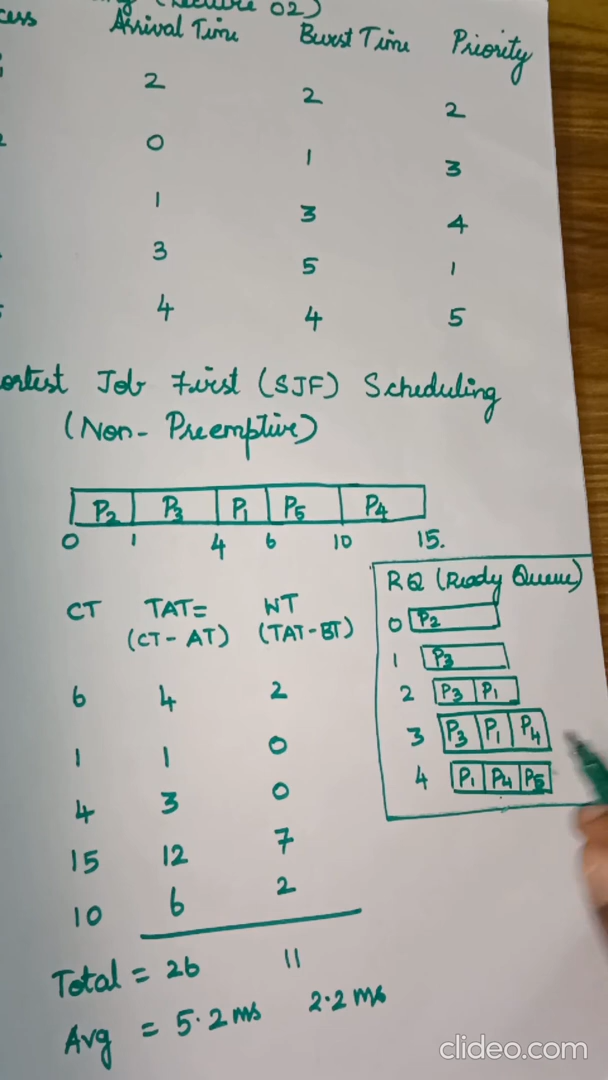 (Lecture 02)
Arrival Time Burst Time Priority
2 2 2
0 1 3
1 3 4
3 5 1
4 4 5
Job First (SJF) Scheduling
(Non-Preemptive)
P2 P3 P1 P5 P4
0 1 4 6 10 15.
RQ (Ready Queue)
CT TAT= WT
(CT-AT) (TAT-BT)
0 P2
1 P3
2 P3 P1
3 P3 P1 P4
4 P1 P4 P5
6 4 2
1 1 0
4 3 0
15 12 7
10 6 2
Total = 26 11
Avg = 5.2 ms 2.2 ms
clideo.com